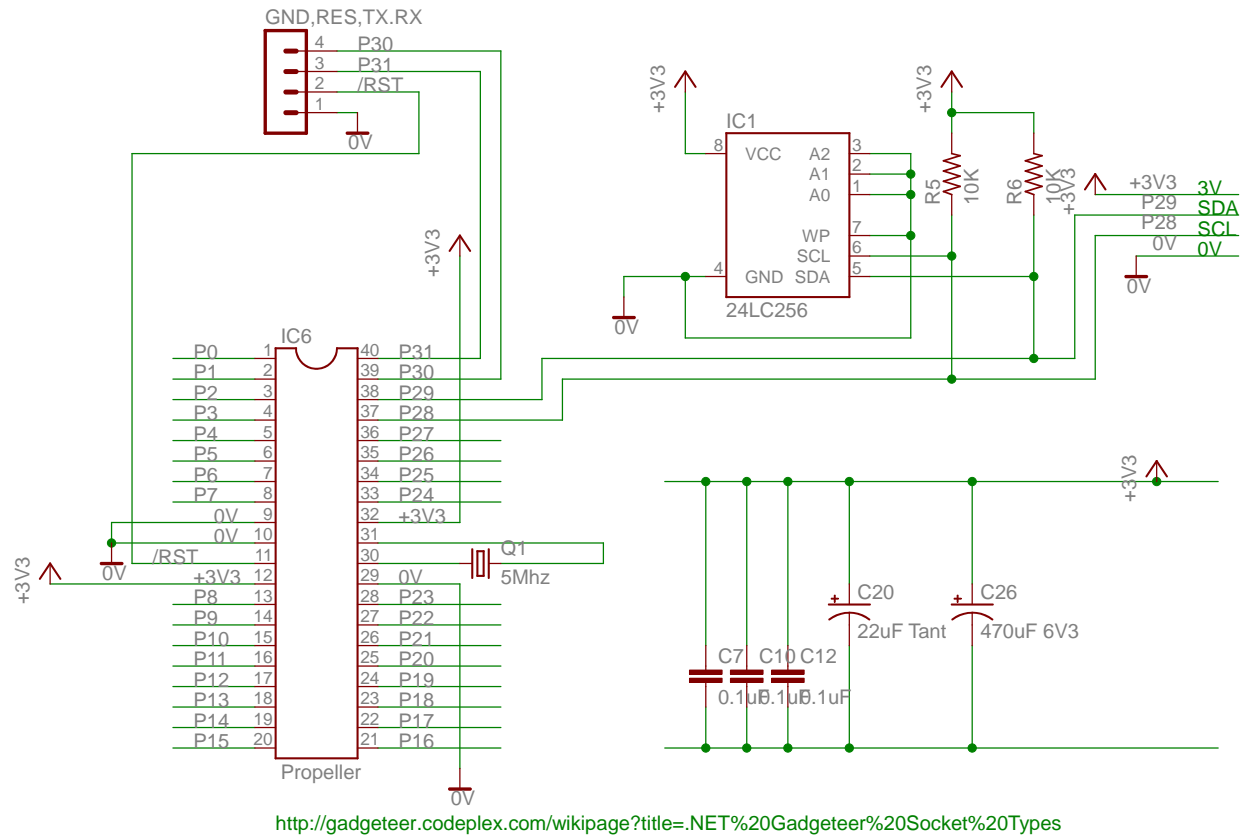 GND,RES,TX.RX
4 P30
3 P31
2 /RST
1
0V
+3V3
IC1
8 VCC A2 3
A1 2
A0 1
WP 7
SCL 6
4 GND SDA 5
24LC256
0V
+3V3
R5
10K
R6
10K
+3V3
+3V3 3V
P29 SDA
P28 SCL
0V 0V
0V
+3V3
IC6
P0 1 40 P31
P1 2 39 P30
P2 3 38 P29
P3 4 37 P28
P4 5 36 P27
P5 6 35 P26
P6 7 34 P25
P7 8 33 P24
0V 9 32 +3V3
0V 10 31
/RST 11 30
+3V3 12 29 0V
P8 13 28 P23
P9 14 27 P22
P10 15 26 P21
P11 16 25 P20
P12 17 24 P19
P13 18 23 P18
P14 19 22 P17
P15 20 21 P16
Propeller
0V
+3V3
Q1
5Mhz
0V
+3V3
C20
22uF Tant
C26
470uF 6V3
C7 C10 C12
0.1uF 0.1uF 0.1uF
http://gadgeteer.codeplex.com/wikipage?title=.NET%20Gadgeteer%20Socket%20Types